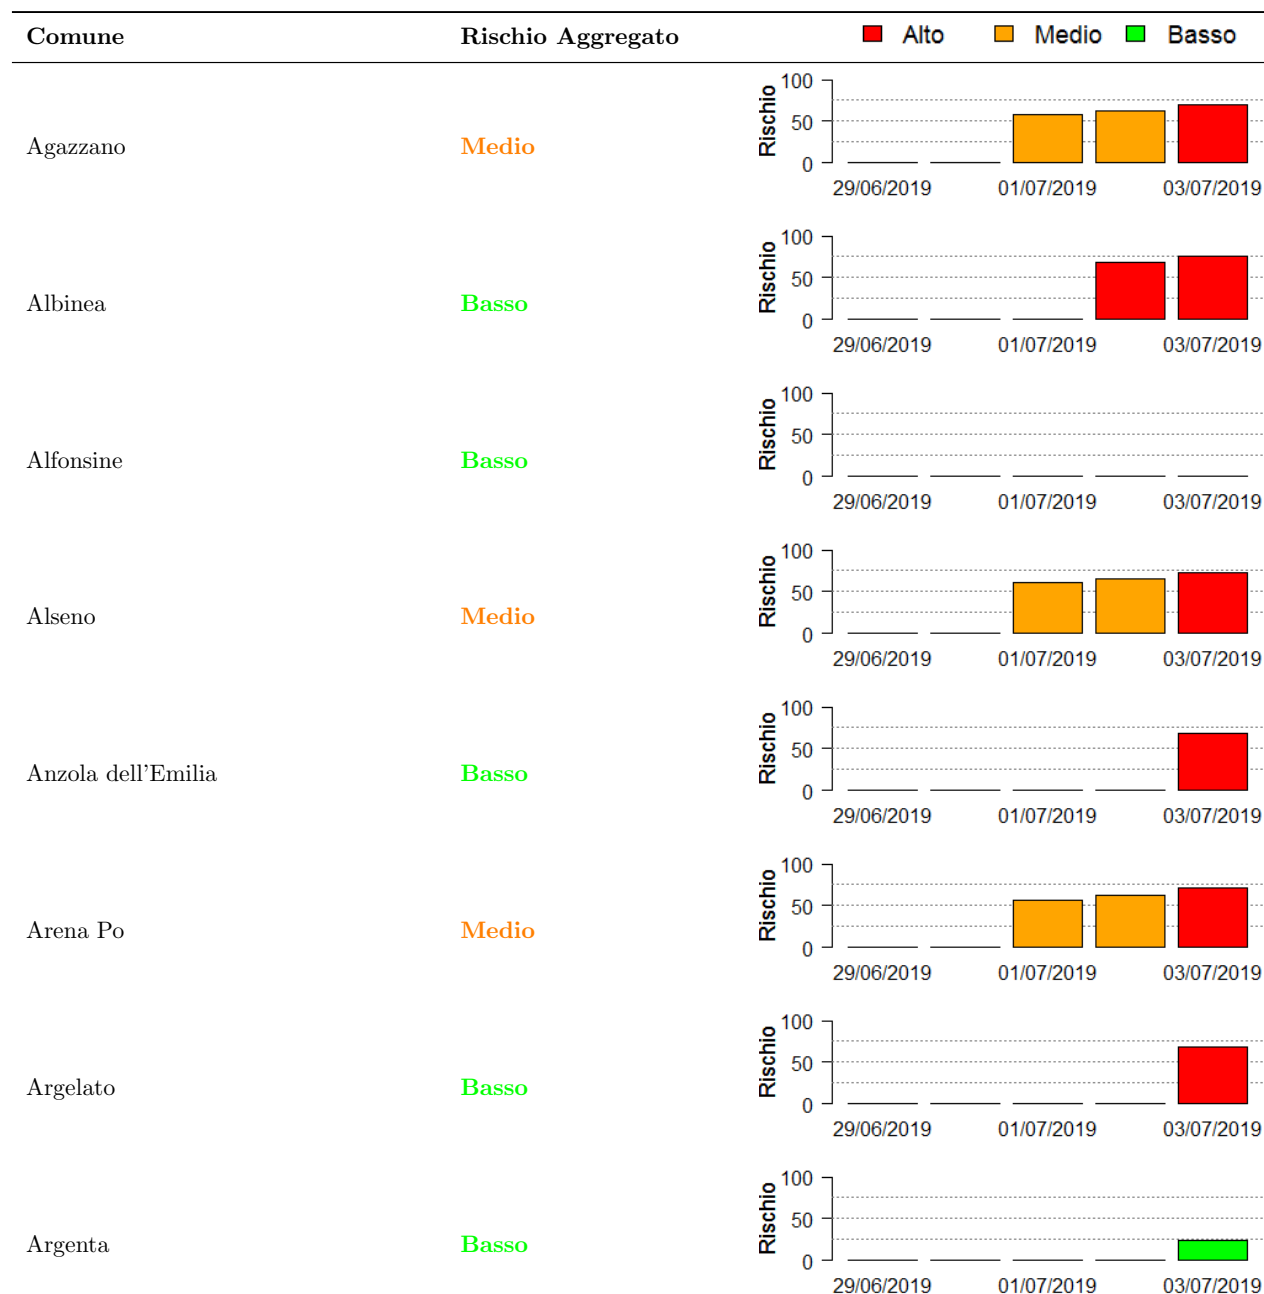 Comune Rischio Aggregato Alto Medio Basso
Agazzano Medio
Rischio
100
50
0
29/06/2019 01/07/2019 03/07/2019
Albinea Basso
Rischio
100
50
0
29/06/2019 01/07/2019 03/07/2019
Alfonsine Basso
Rischio
100
50
0
29/06/2019 01/07/2019 03/07/2019
Alseno Medio
Rischio
100
50
0
29/06/2019 01/07/2019 03/07/2019
Anzola dell'Emilia Basso
Rischio
100
50
0
29/06/2019 01/07/2019 03/07/2019
Arena Po Medio
Rischio
100
50
0
29/06/2019 01/07/2019 03/07/2019
Argelato Basso
Rischio
100
50
0
29/06/2019 01/07/2019 03/07/2019
Argenta Basso
Rischio
100
50
0
29/06/2019 01/07/2019 03/07/2019